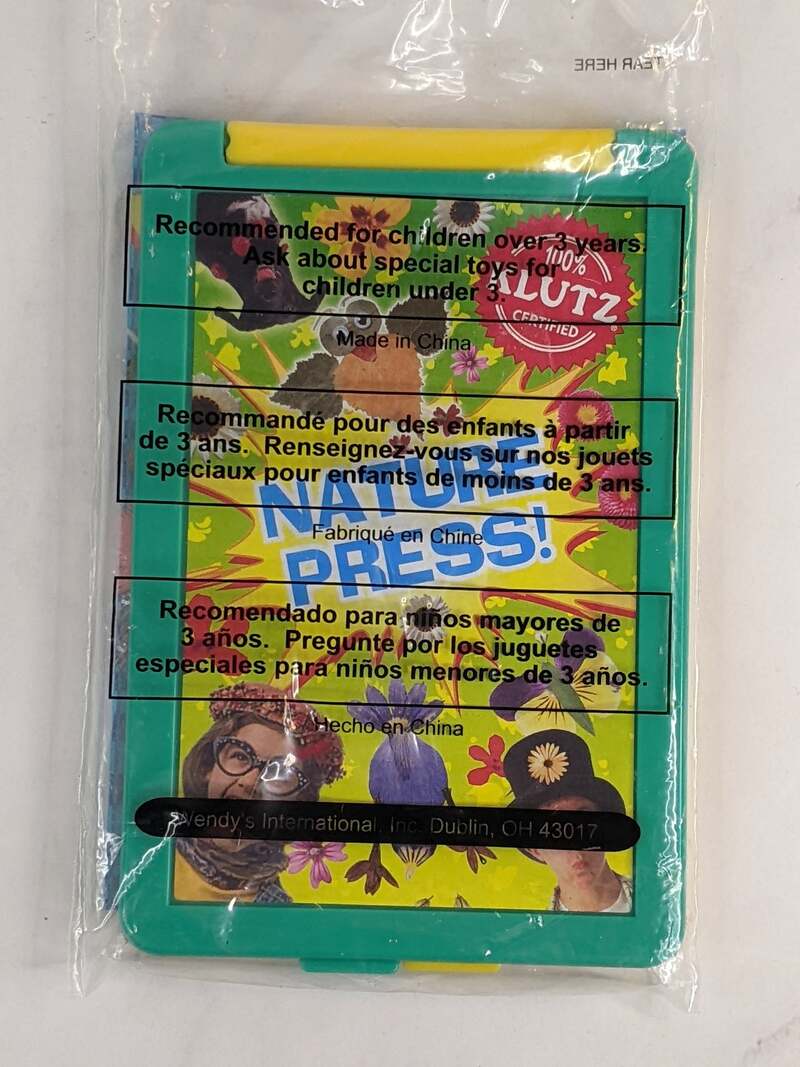 TEAR HERE
Recommended for children over 3 years.
Ask about special toys for
children under 3.
100%
KLUTZ
CERTIFIED
Made in China
Recommandé pour des enfants à partir
de 3 ans. Renseignez-vous sur nos jouets
spéciaux pour enfants de moins de 3 ans.
NATURE
Fabriqué en Chine
PRESS!
Recomendado para niños mayores de
3 años. Pregunte por los juguetes
especiales para niños menores de 3 años.
Hecho en China
Wendy's International, Inc. Dublin, OH 43017